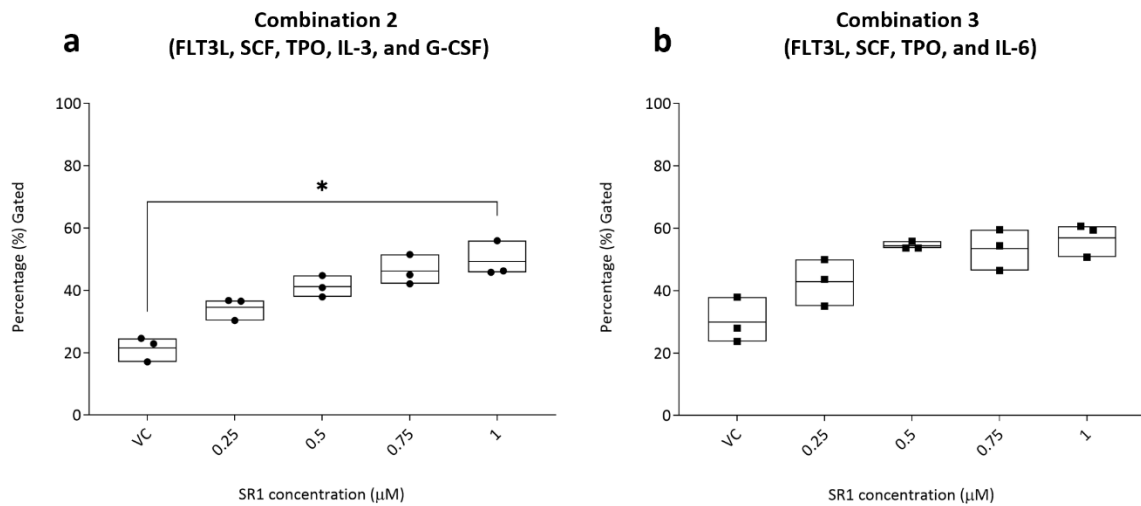 a
Combination 2
(FLT3L, SCF, TPO, IL-3, and G-CSF)
Percentage (%) Gated
100
80
60
40
20
0
*
VC
0.25
0.5
0.75
1
SR1 concentration (μM)
b
Combination 3
(FLT3L, SCF, TPO, and IL-6)
Percentage (%) Gated
100
80
60
40
20
0
VC
0.25
0.5
0.75
1
SR1 concentration (μM)